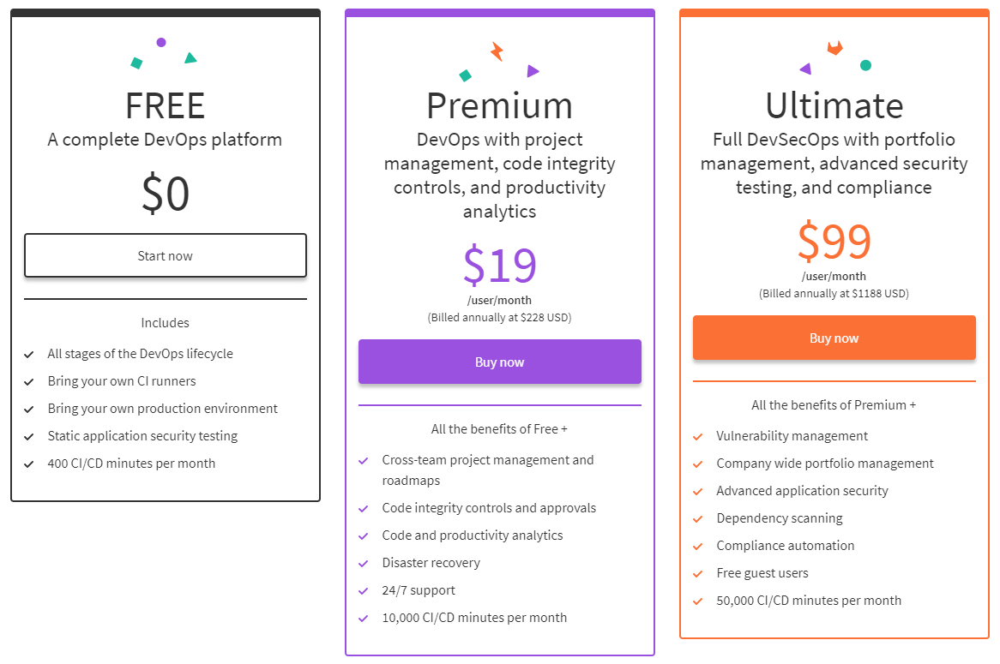 FREE
A complete DevOps platform
$0
Start now
Includes
All stages of the DevOps lifecycle
Bring your own CI runners
Bring your own production environment
Static application security testing
400 CI/CD minutes per month
Premium
DevOps with project
management, code integrity
controls, and productivity
analytics
$19
/user/month
(Billed annually at $228 USD)
Buy now
All the benefits of Free +
Cross-team project management and
roadmaps
Code integrity controls and approvals
Code and productivity analytics
Disaster recovery
24/7 support
10,000 CI/CD minutes per month
Ultimate
Full DevSecOps with portfolio
management, advanced security
testing, and compliance
$99
/user/month
(Billed annually at $1188 USD)
Buy now
All the benefits of Premium +
Vulnerability management
Company wide portfolio management
Advanced application security
Dependency scanning
Compliance automation
Free guest users
50,000 CI/CD minutes per month